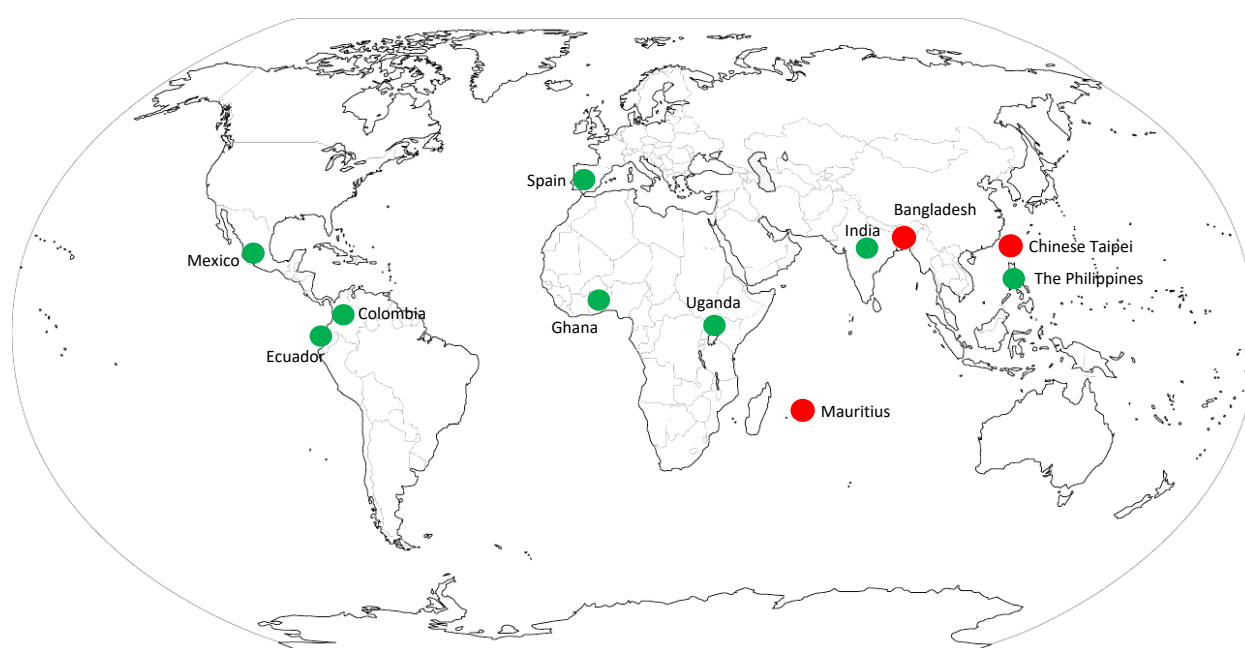 Spain
Bangladesh
India
Chinese Taipei
Mexico
The Philippines
Uganda
Colombia
Ghana
Ecuador
Mauritius